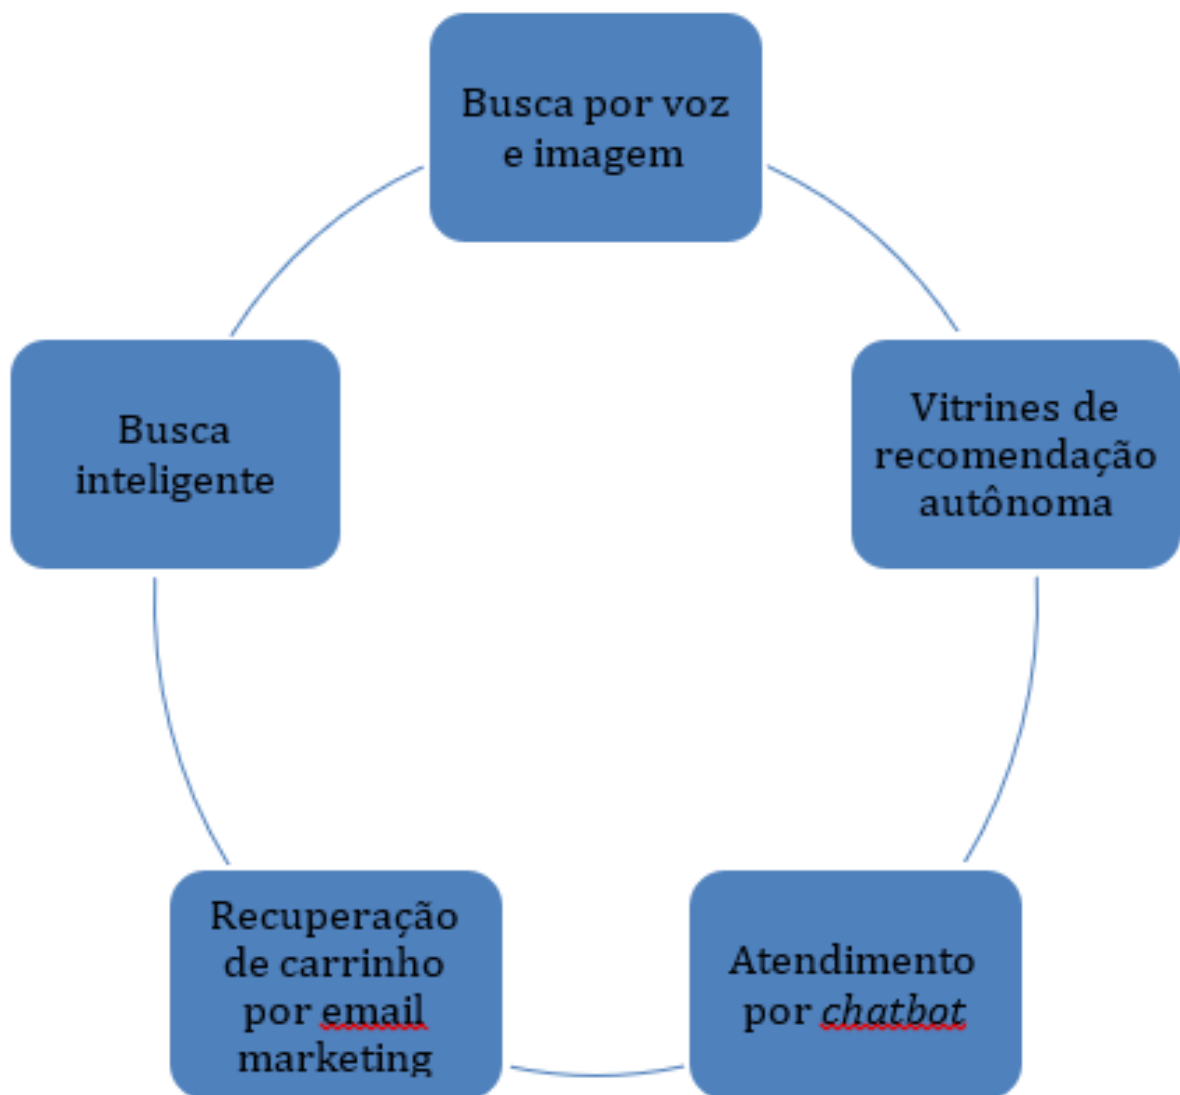 Busca por voz
e imagem
Vitrines de
recomendação
autônoma
Atendimento
por chatbot
Recuperação
de carrinho
por email
marketing
Busca
inteligente